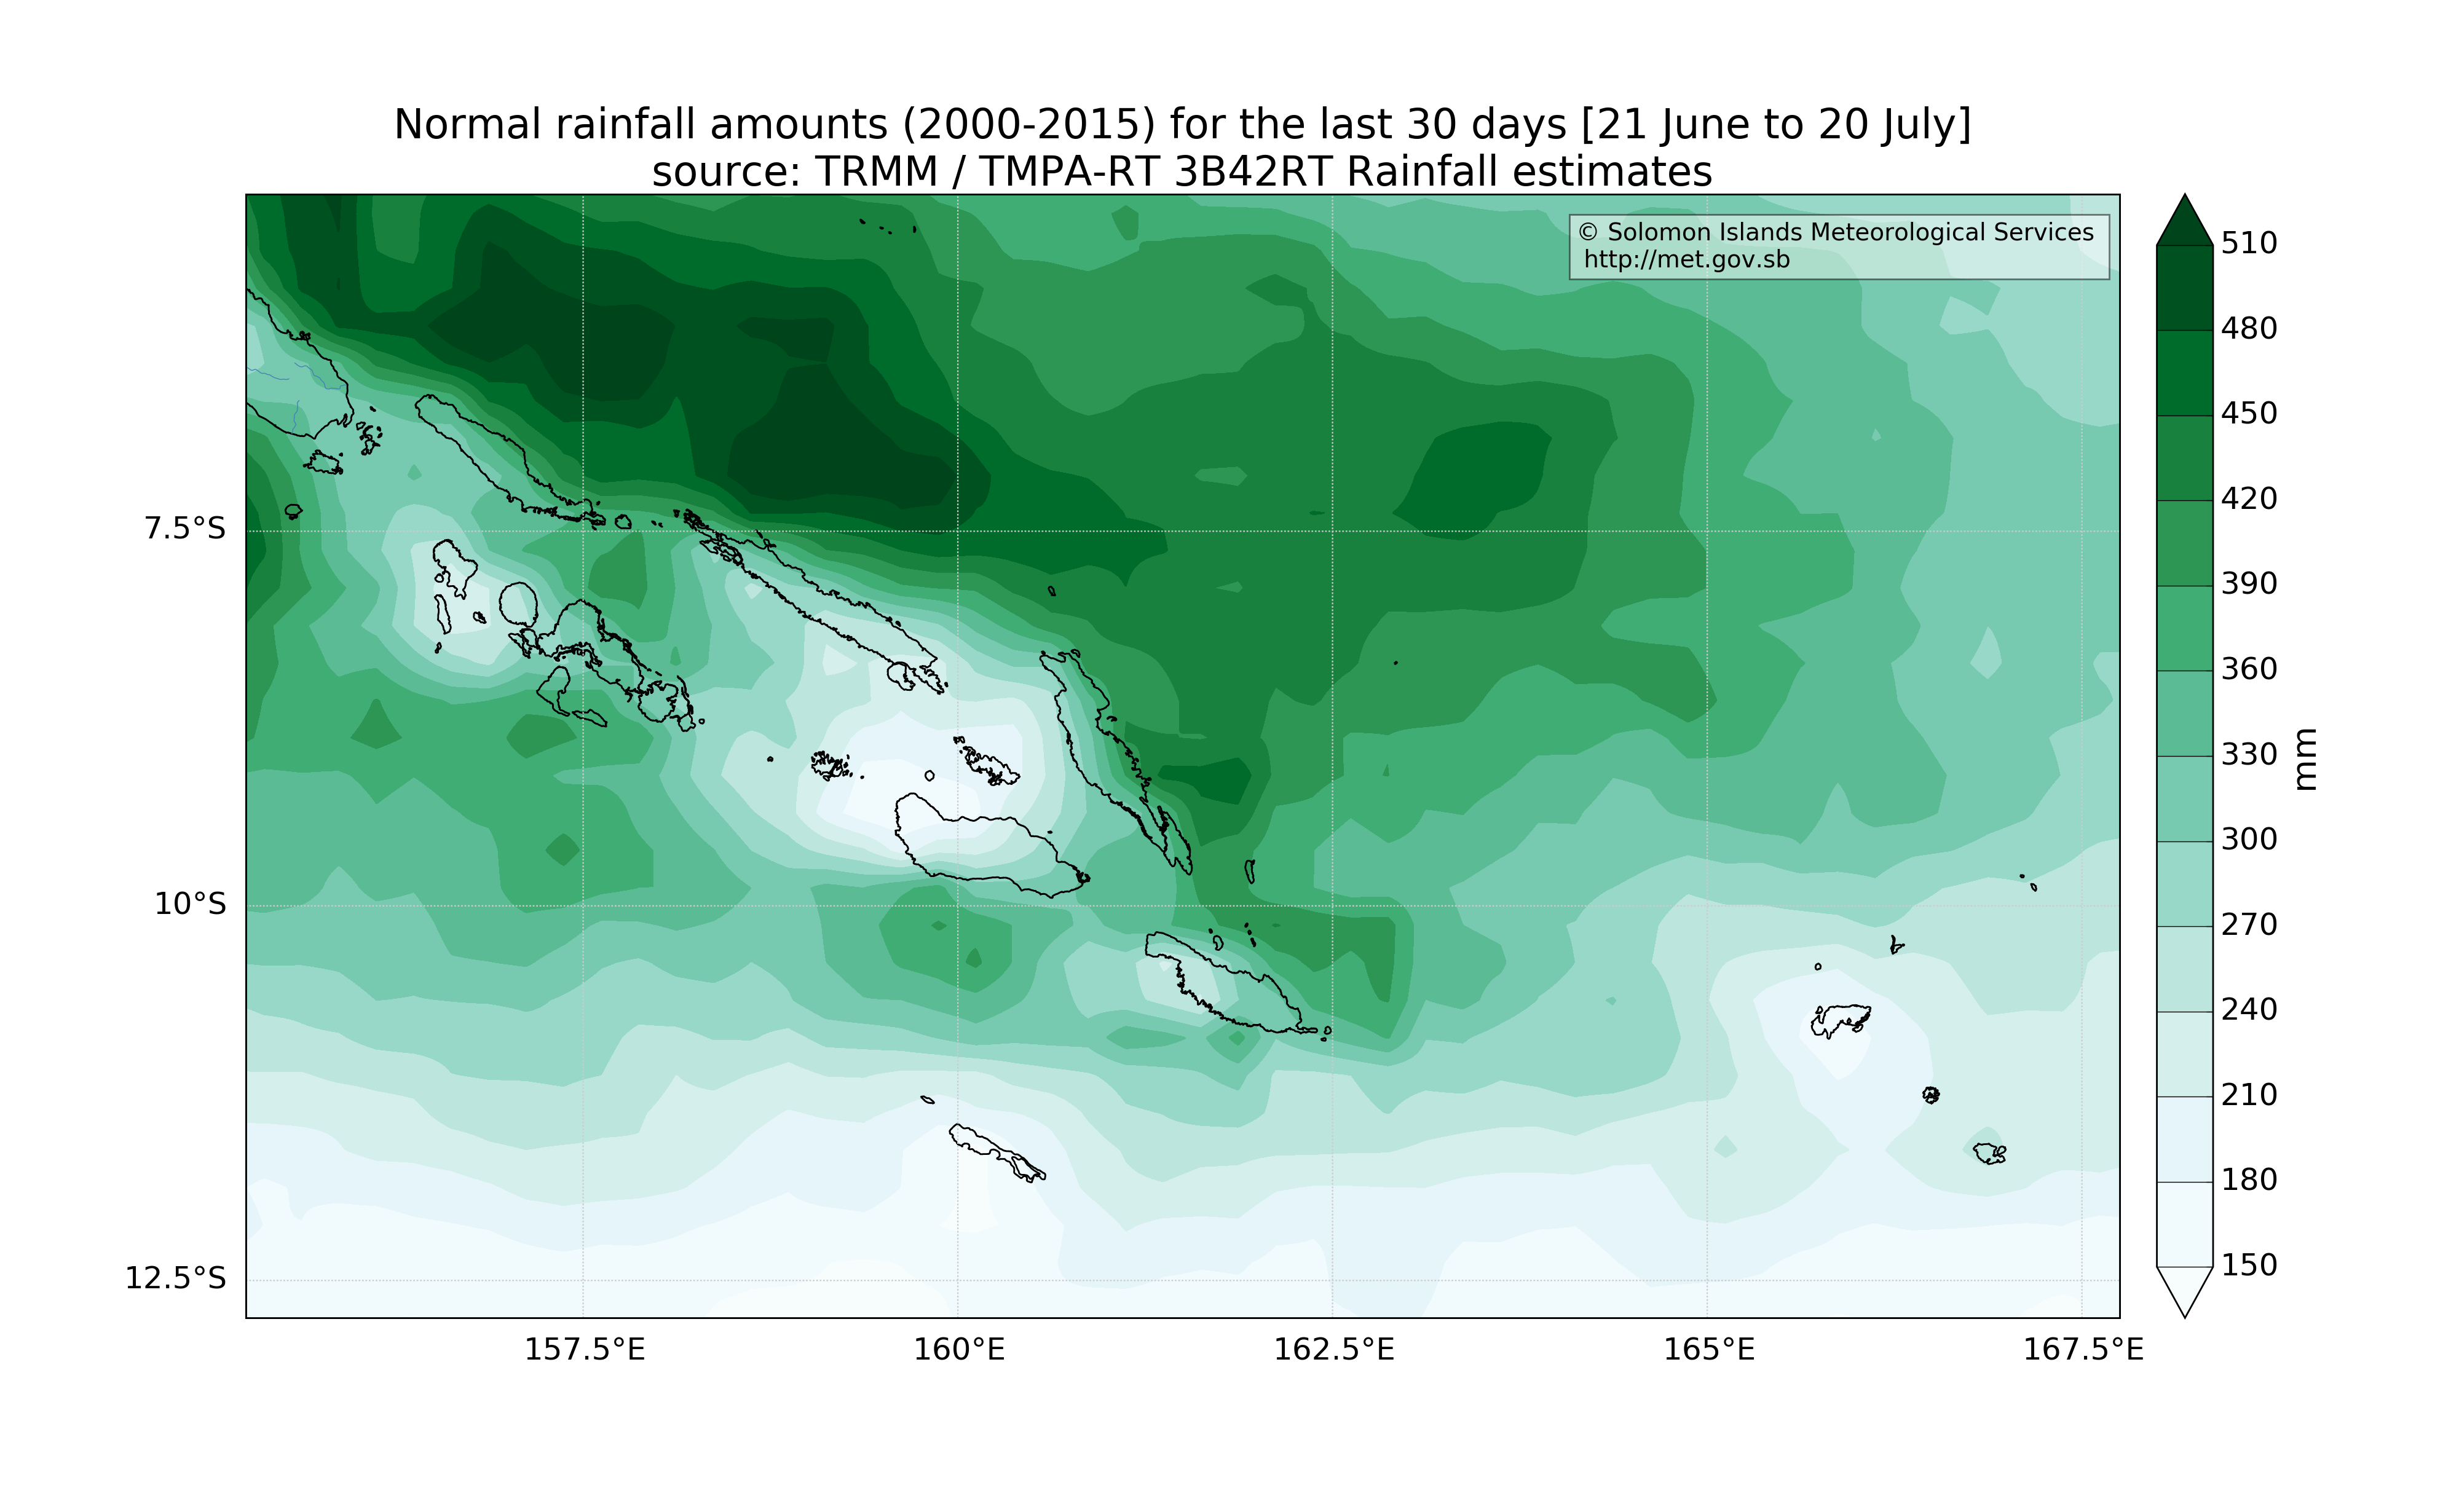 Normal rainfall amounts (2000-2015) for the last 30 days [21 June to 20 July]
source: TRMM / TMPA-RT 3B42RT Rainfall estimates
© Solomon Islands Meteorological Services
http://met.gov.sb
7.5°S
10°S
12.5°S
157.5°E
160°E
162.5°E
165°E
167.5°E
510
480
450
420
390
360
330
300
270
240
210
180
150
mm